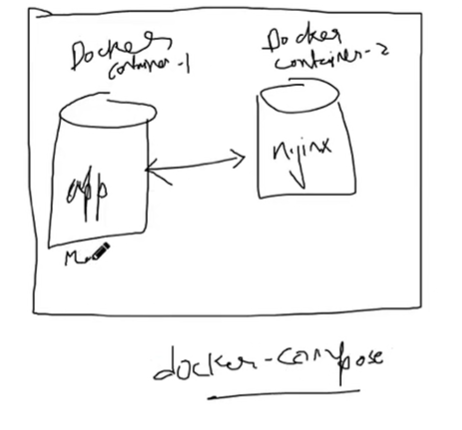 Docker
container-1
Docker
container-2
app
nginx
docker-compose